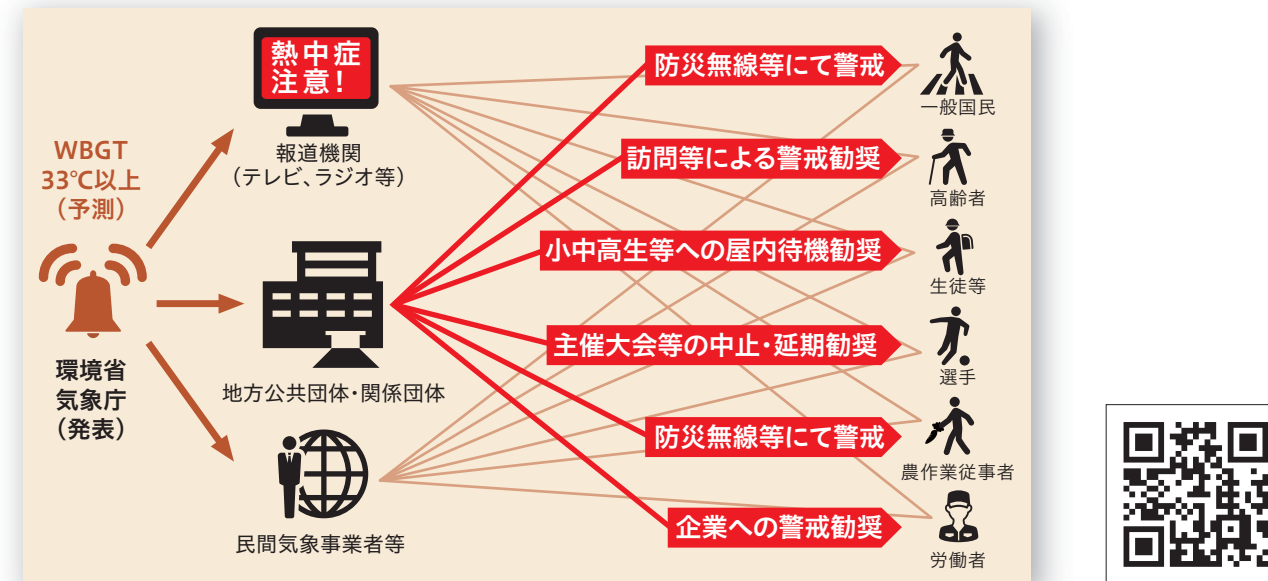 WBGT
33℃以上
（予測）
環境省
気象庁
（発表）
熱中症
注意！
報道機関
（テレビ、ラジオ等）
地方公共団体・関係団体
民間気象事業者等
防災無線等にて警戒
訪問等による警戒勧奨
小中高生等への屋内待機勧奨
主催大会等の中止・延期勧奨
防災無線等にて警戒
企業への警戒勧奨
一般国民
高齢者
生徒等
選手
農作業従事者
労働者